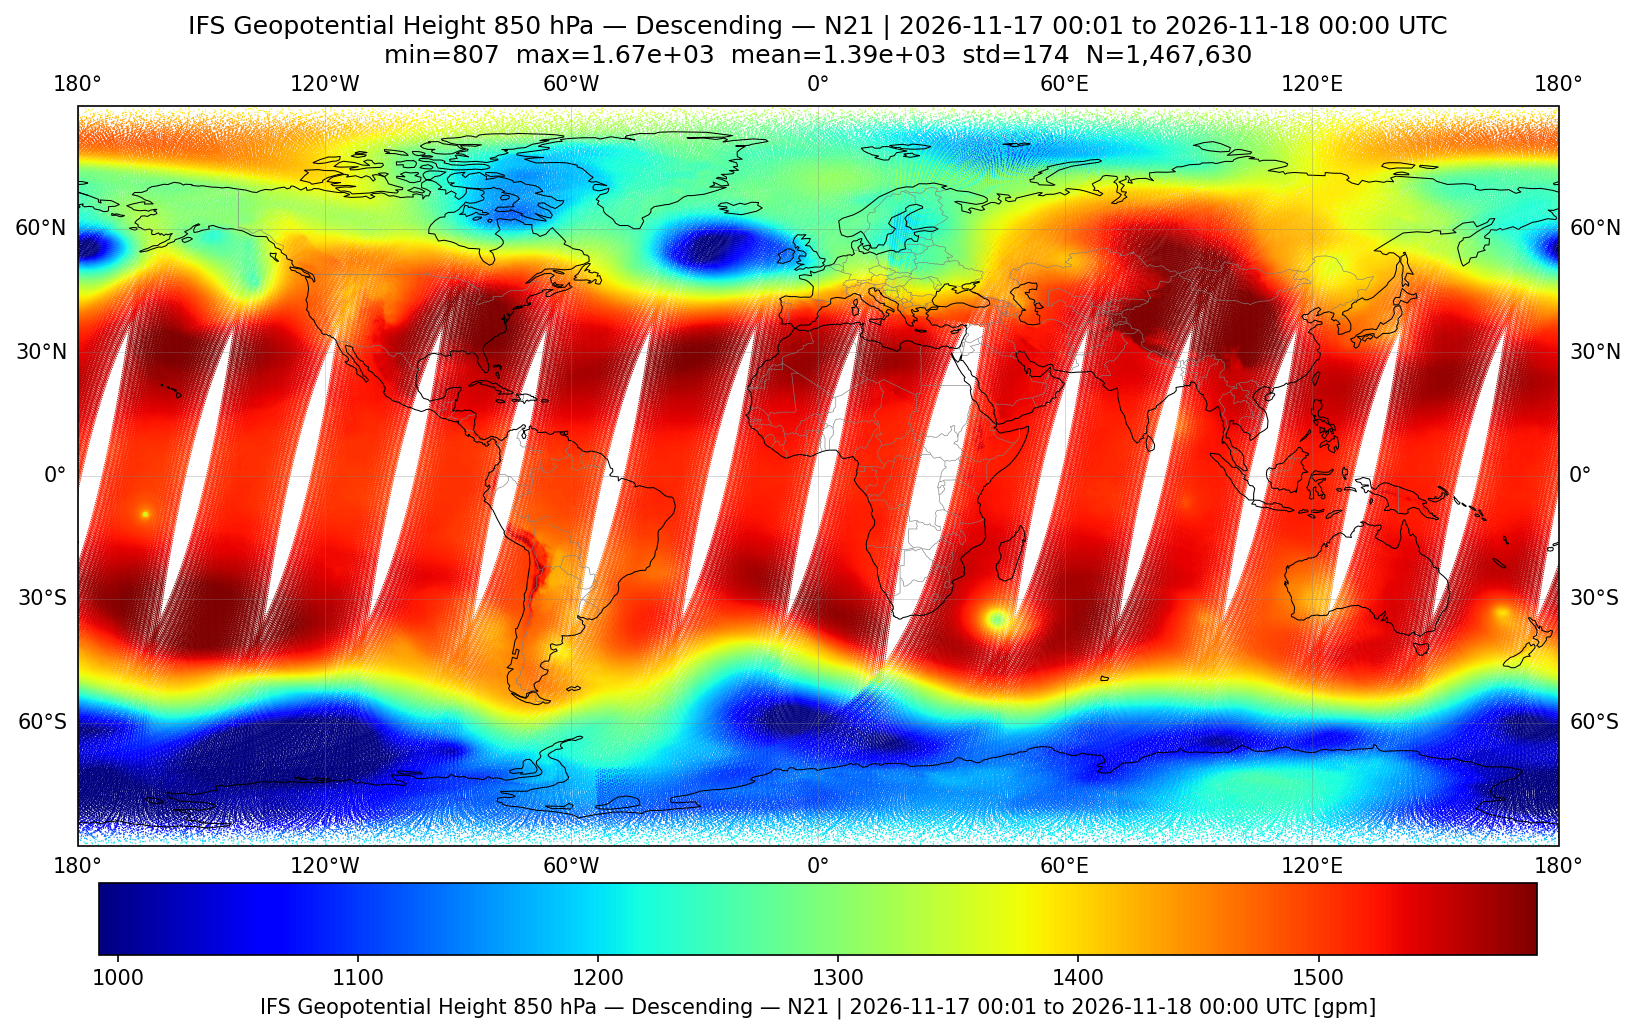 IFS Geopotential Height 850 hPa — Descending — N21 | 2026-11-17 00:01 to 2026-11-18 00:00 UTC
min=807  max=1.67e+03  mean=1.39e+03  std=174  N=1,467,630
180° 120°W 60°W 0° 60°E 120°E 180°
60°N 60°N
30°N 30°N
0° 0°
30°S 30°S
60°S 60°S
180° 120°W 60°W 0° 60°E 120°E 180°
1000 1100 1200 1300 1400 1500
IFS Geopotential Height 850 hPa — Descending — N21 | 2026-11-17 00:01 to 2026-11-18 00:00 UTC [gpm]